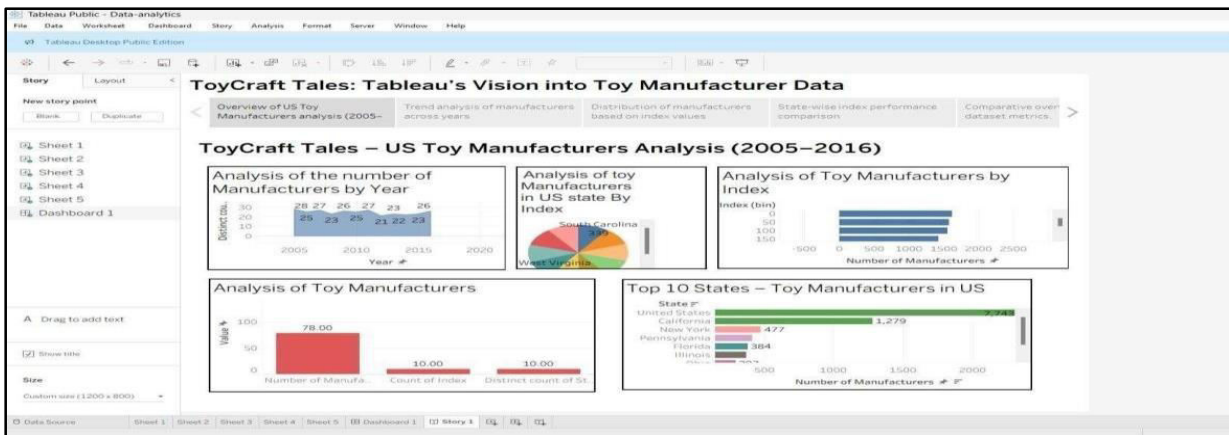 Tableau Public - Data-analytics
File Data Worksheet Dashboard Story Analysis Format Server Window Help
Tableau Desktop Public Edition
Story Layout
New story point
Blank Duplicate
Sheet 1
Sheet 2
Sheet 3
Sheet 4
Sheet 5
Dashboard 1
A Drag to add text
Show title
Size
Custom size (1200 x 800)
ToyCraft Tales: Tableau's Vision into Toy Manufacturer Data
Overview of US Toy
Manufacturers analysis (2005–
Trend analysis of manufacturers
across years.
Distribution of manufacturers
based on index values
State-wise index performance
comparison
Comparative over
dataset metrics.
ToyCraft Tales – US Toy Manufacturers Analysis (2005–2016)
Analysis of the number of
Manufacturers by Year
Distinct cou..
30
20
10
0
28 27 26 27 23 26
25 23 25 21 22 23
2005 2010 2015 2020
Year
Analysis of toy
Manufacturers
in US state By
Index
South Carolina
West Virginia
Analysis of Toy Manufacturers by
Index
Index (bin)
0
50
100
150
-500 0 500 1000 1500 2000 2500
Number of Manufacturers
Analysis of Toy Manufacturers
Value
100
50
0
78.00
10.00
10.00
Number of Manufa.. Count of Index Distinct count of St..
Top 10 States – Toy Manufacturers in US
State
United States 7,743
California 1,279
New York 477
Pennsylvania
Florida 384
Illinois
500 1000 1500 2000
Number of Manufacturers
Data Source Sheet 1 Sheet 2 Sheet 3 Sheet 4 Sheet 5 Dashboard 1 Story 1